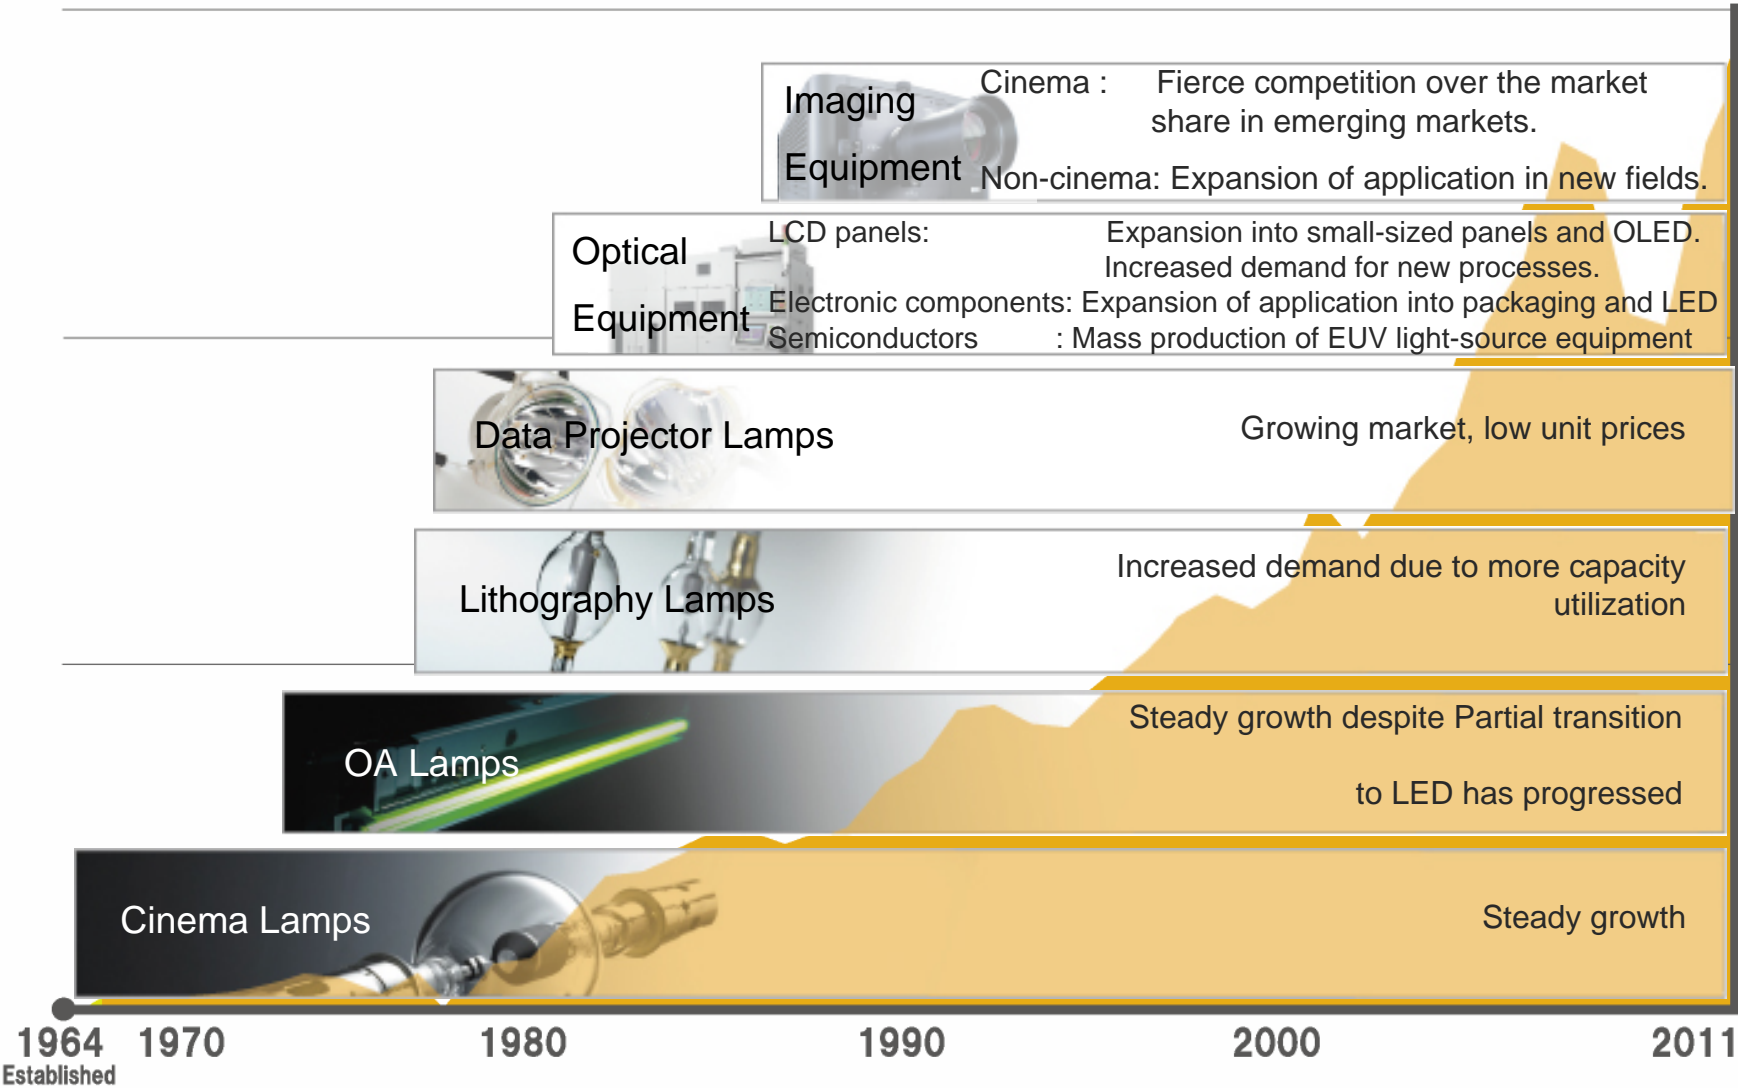 Imaging
Equipment
Cinema : Fierce competition over the market
share in emerging markets.
Non-cinema: Expansion of application in new fields.
Optical
Equipment
LCD panels: Expansion into small-sized panels and OLED.
Increased demand for new processes.
Electronic components: Expansion of application into packaging and LED
Semiconductors : Mass production of EUV light-source equipment
Data Projector Lamps
Growing market, low unit prices
Lithography Lamps
Increased demand due to more capacity
utilization
OA Lamps
Steady growth despite Partial transition
to LED has progressed
Cinema Lamps
Steady growth
1964 1970 1980 1990 2000 2011
Established